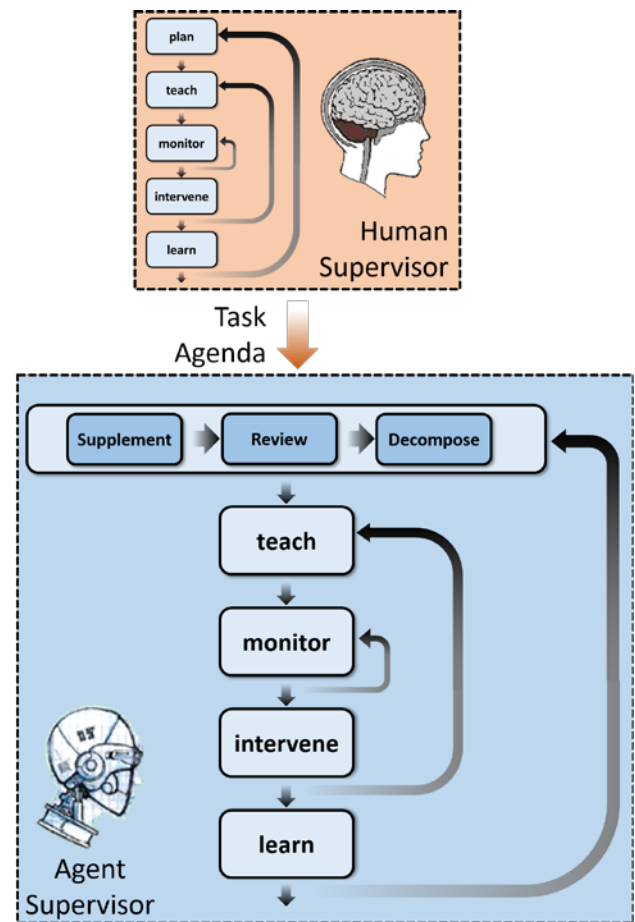 plan
teach
monitor
intervene
learn
Human
Supervisor
Task
Agenda
Supplement
Review
Decompose
teach
monitor
intervene
learn
Agent
Supervisor